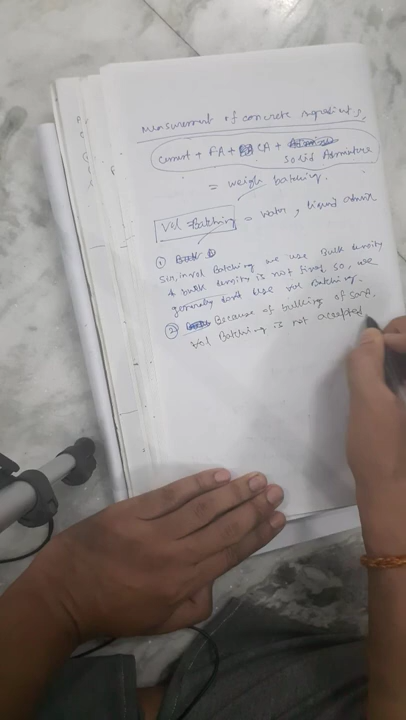 Measurement of concrete ingredients
cement + FA + CA +
Solid Admixture
= weigh batching.
Vol Batching = water, liquid admix
①
Sin, in vol Batching we use Bulk density
& bulk density is not fixed so, we
generally don't use vol Batching.
② Because of bulking of sand.
Vol Batching is not accepted